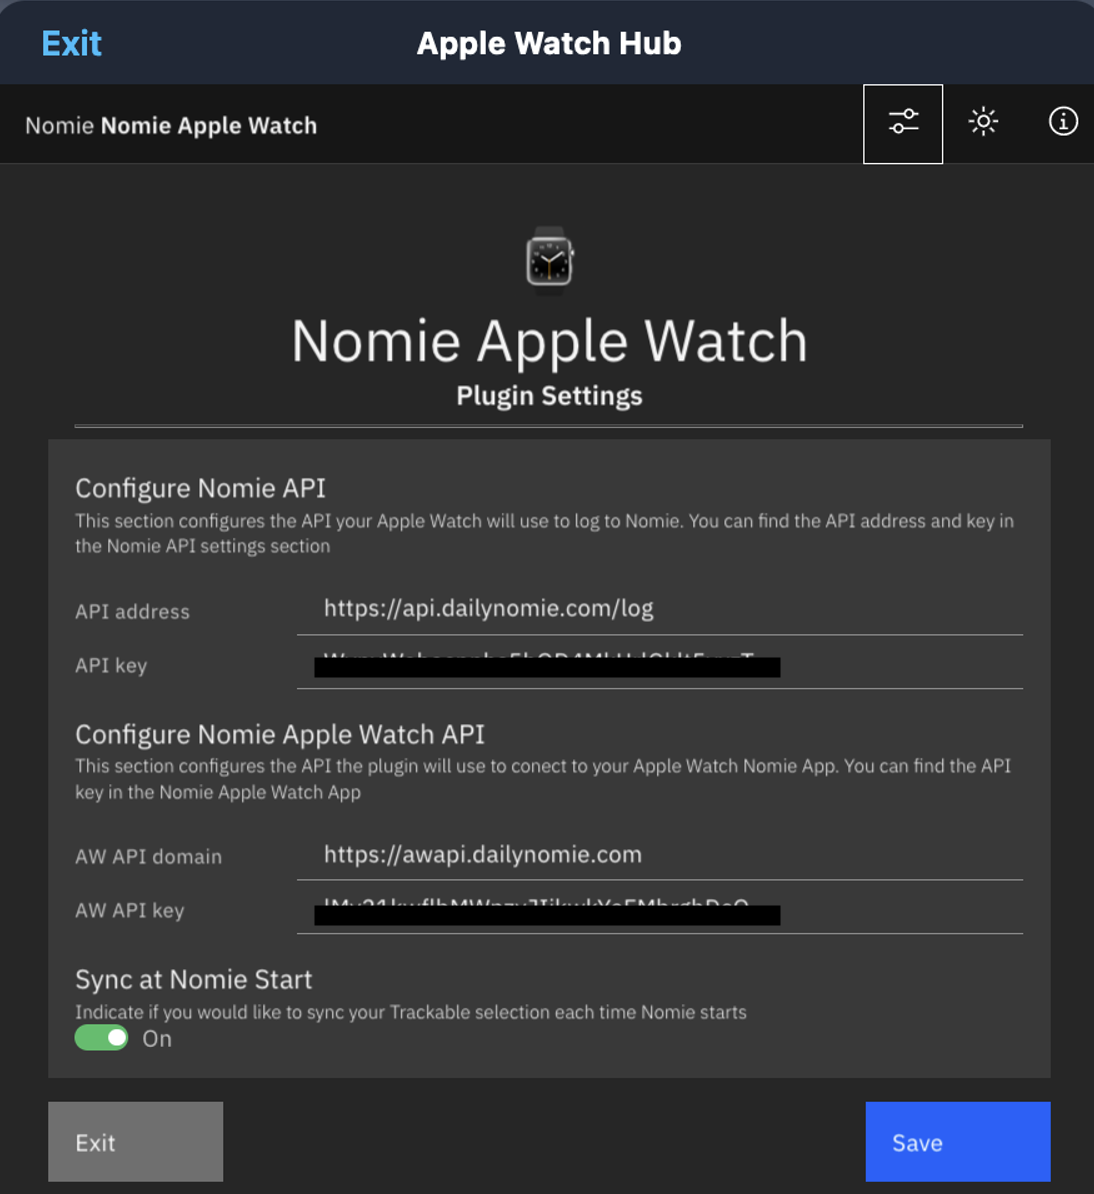 Exit
Apple Watch Hub
Nomie Nomie Apple Watch
Nomie Apple Watch
Plugin Settings
Configure Nomie API
This section configures the API your Apple Watch will use to log to Nomie. You can find the API address and key in
the Nomie API settings section
API address
https://api.dailynomie.com/log
API key
Configure Nomie Apple Watch API
This section configures the API the plugin will use to conect to your Apple Watch Nomie App. You can find the API
key in the Nomie Apple Watch App
AW API domain
https://awapi.dailynomie.com
AW API key
Sync at Nomie Start
Indicate if you would like to sync your Trackable selection each time Nomie starts
On
Exit
Save